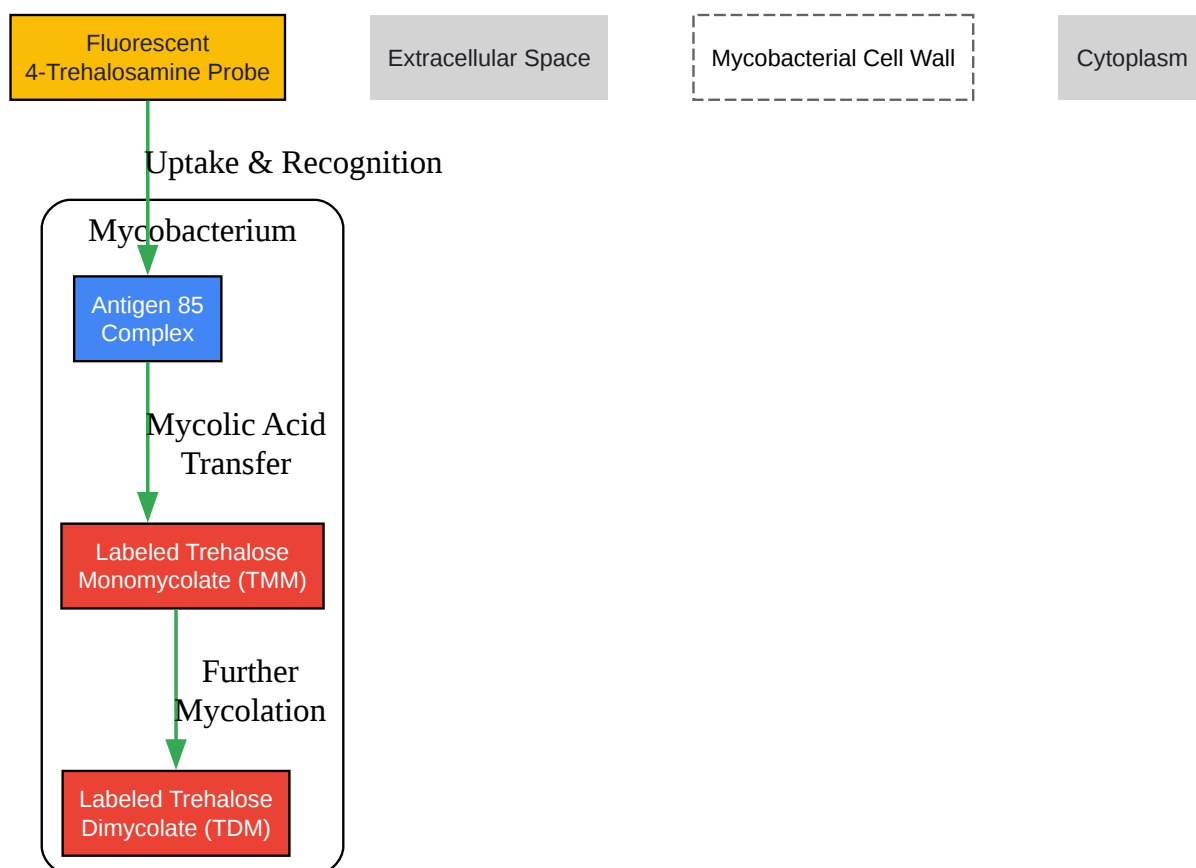 Fluorescent
4-Trehalosamine Probe
Extracellular Space
Mycobacterial Cell Wall
Cytoplasm
Uptake & Recognition
Mycobacterium
Antigen 85
Complex
Mycolic Acid
Transfer
Labeled Trehalose
Monomycolate (TMM)
Further
Mycolation
Labeled Trehalose
Dimycolate (TDM)